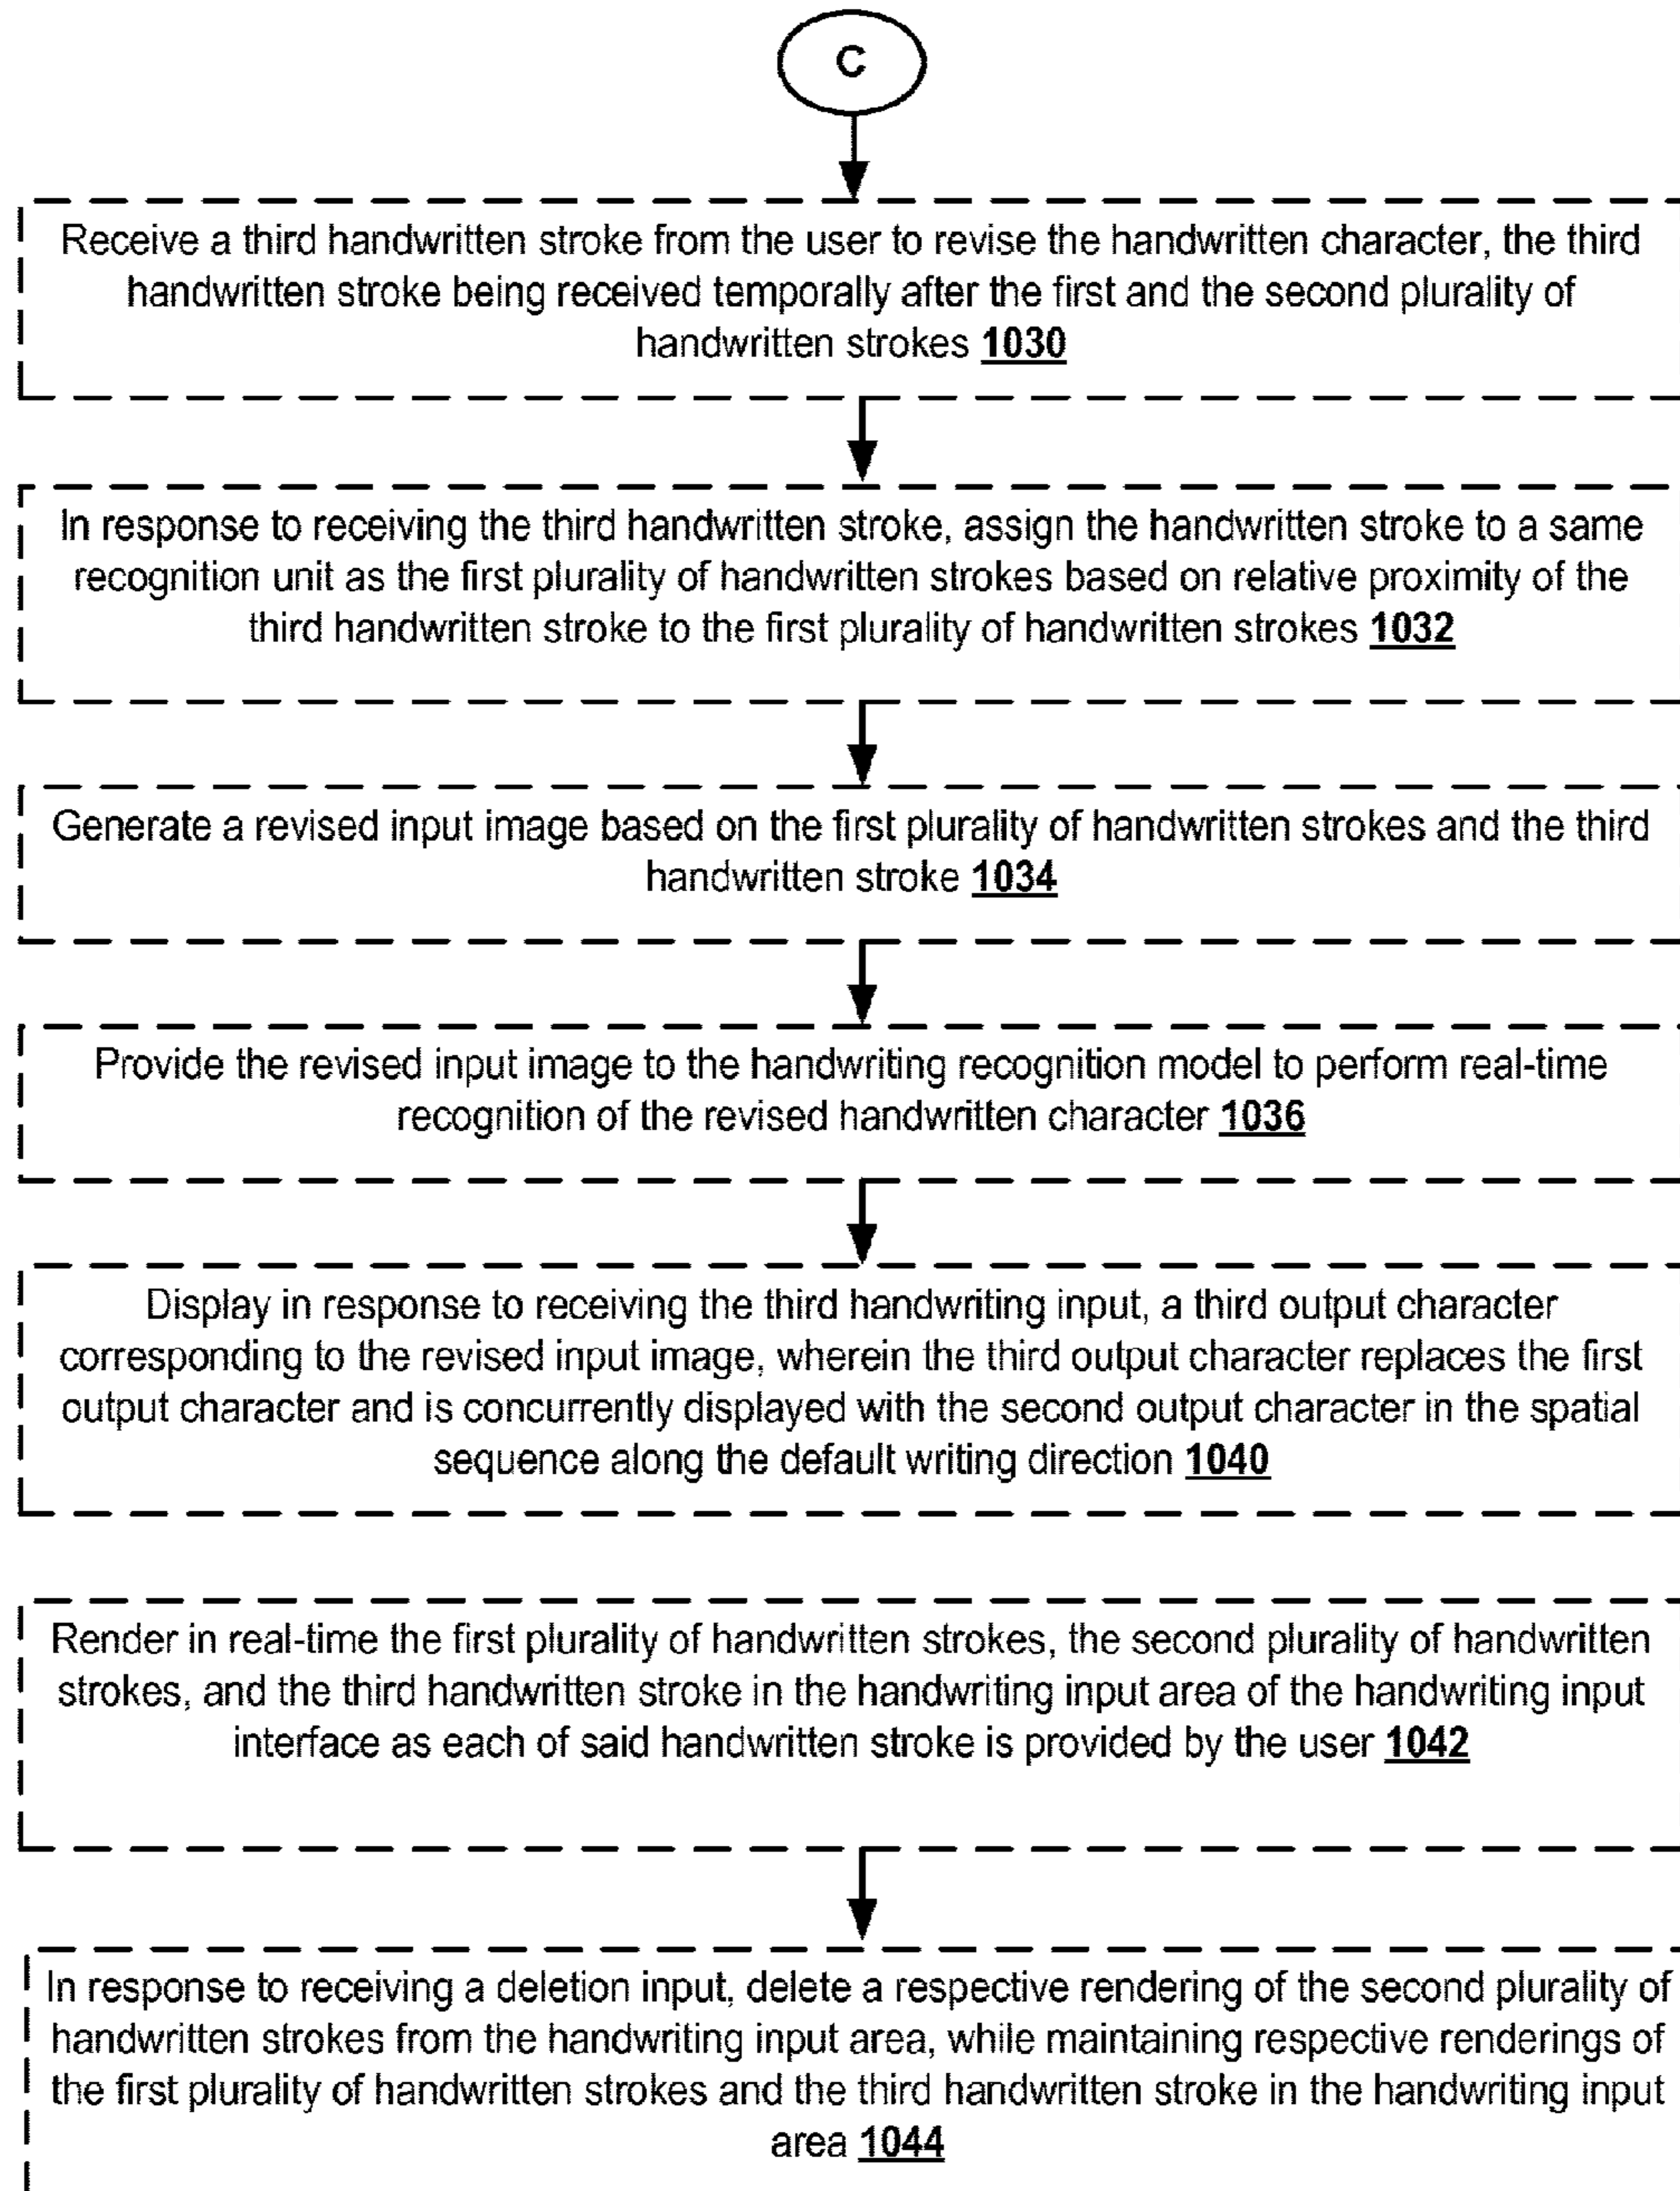 C
Receive a third handwritten stroke from the user to revise the handwritten character, the third
handwritten stroke being received temporally after the first and the second plurality of
handwritten strokes 1030
In response to receiving the third handwritten stroke, assign the handwritten stroke to a same
recognition unit as the first plurality of handwritten strokes based on relative proximity of the
third handwritten stroke to the first plurality of handwritten strokes 1032
Generate a revised input image based on the first plurality of handwritten strokes and the third
handwritten stroke 1034
Provide the revised input image to the handwriting recognition model to perform real-time
recognition of the revised handwritten character 1036
Display in response to receiving the third handwriting input, a third output character
corresponding to the revised input image, wherein the third output character replaces the first
output character and is concurrently displayed with the second output character in the spatial
sequence along the default writing direction 1040
Render in real-time the first plurality of handwritten strokes, the second plurality of handwritten
strokes, and the third handwritten stroke in the handwriting input area of the handwriting input
interface as each of said handwritten stroke is provided by the user 1042
In response to receiving a deletion input, delete a respective rendering of the second plurality of
handwritten strokes from the handwriting input area, while maintaining respective renderings of
the first plurality of handwritten strokes and the third handwritten stroke in the handwriting input
area 1044